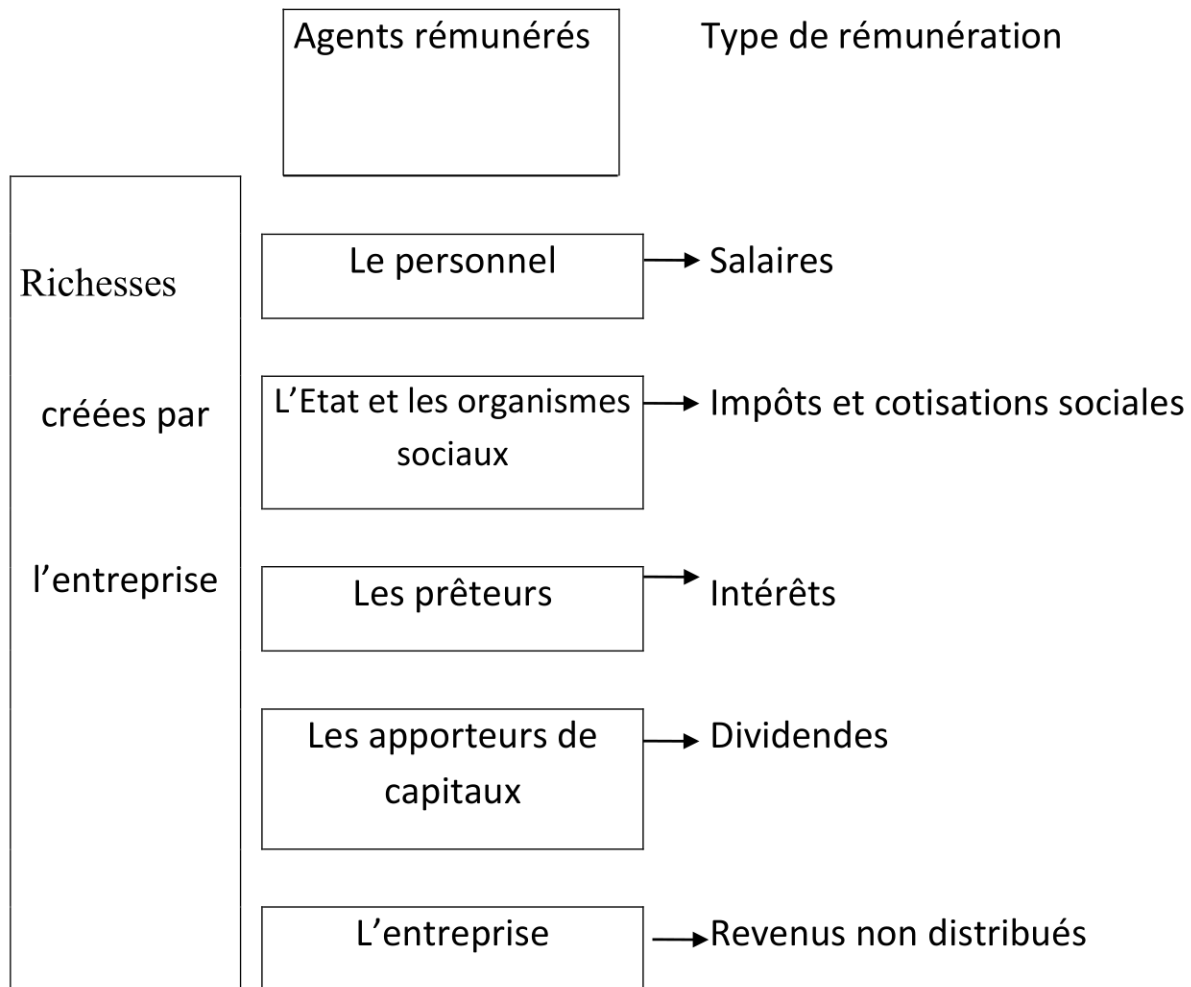 Agents rémunérés
Type de rémunération
Richesses
créées par
l’entreprise
Le personnel
Salaires
L’Etat et les organismes
sociaux
Impôts et cotisations sociales
Les prêteurs
Intérêts
Les apporteurs de
capitaux
Dividendes
L’entreprise
Revenus non distribués